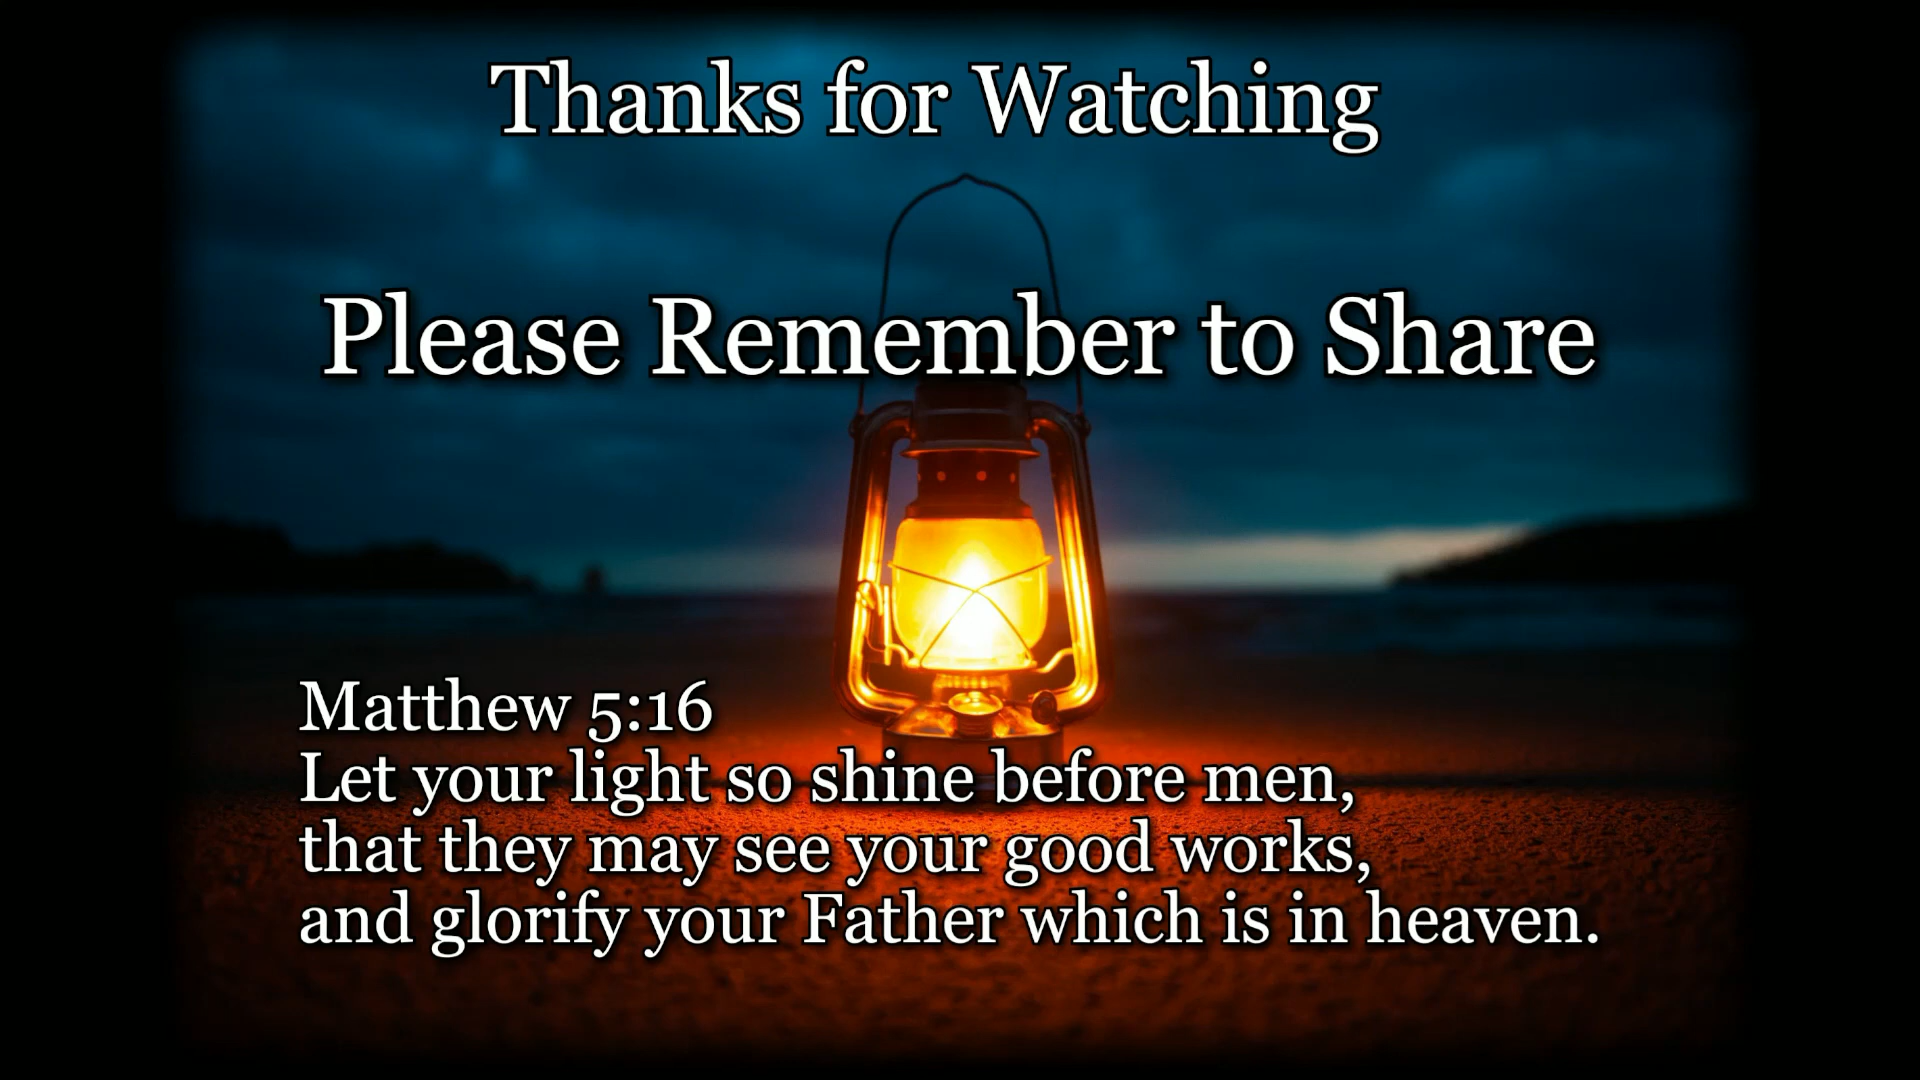 Thanks for Watching
Please Remember to Share
Matthew 5:16
Let your light so shine before men,
that they may see your good works,
and glorify your Father which is in heaven.